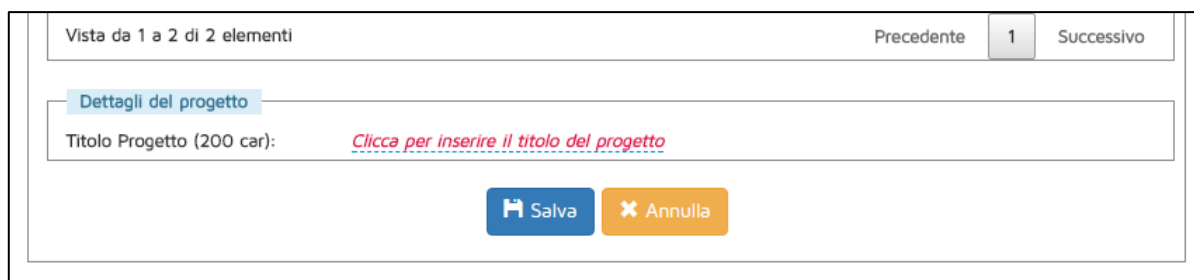 Vista da 1 a 2 di 2 elementi Precedente 1 Successivo
Dettagli del progetto
Titolo Progetto (200 car): Clicca per inserire il titolo del progetto
Salva Annulla